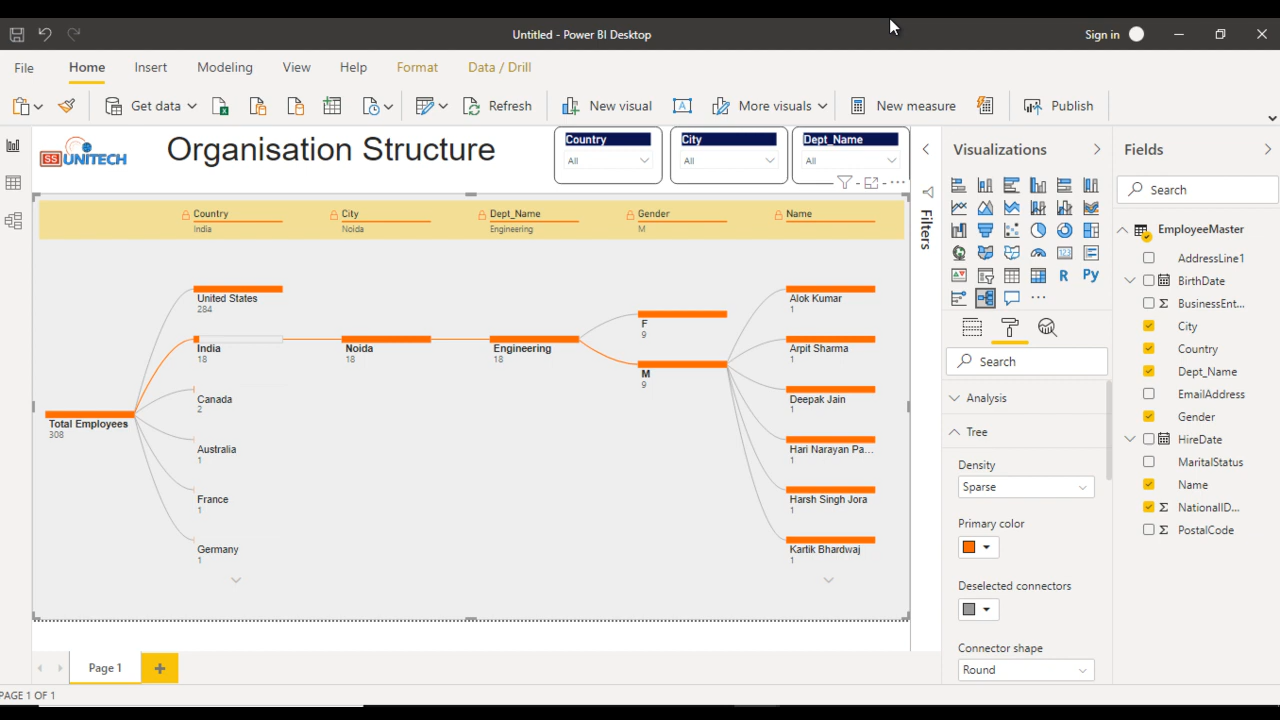 Untitled - Power BI Desktop
Sign in
File Home Insert Modeling View Help Format Data / Drill
Get data Refresh New visual More visuals New measure Publish
SS UNITECH
Organisation Structure
Country
All
City
All
Dept_Name
All
Country
India
City
Noida
Dept_Name
Engineering
Gender
M
Name
Total Employees
308
United States
284
India
18
Canada
2
Australia
1
France
1
Germany
1
Noida
18
Engineering
18
F
9
M
9
Alok Kumar
1
Arpit Sharma
1
Deepak Jain
1
Hari Narayan Pa...
1
Harsh Singh Jora
1
Kartik Bhardwaj
1
Filters
Visualizations
R Py
123
Search
Analysis
Tree
Density
Sparse
Primary color
Deselected connectors
Connector shape
Round
Fields
Search
EmployeeMaster
AddressLine1
BirthDate
Σ BusinessEnt...
City
Country
Dept_Name
EmailAddress
Gender
HireDate
MaritalStatus
Name
Σ NationalID...
Σ PostalCode
Page 1
PAGE 1 OF 1